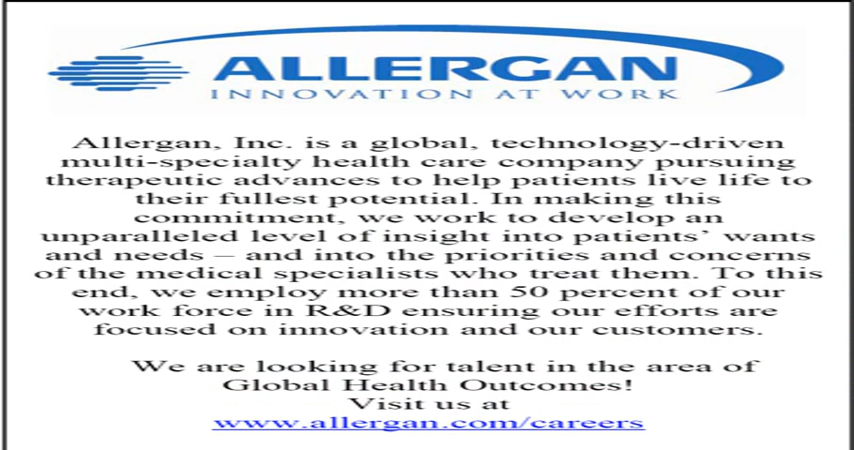 ALLERGAN
INNOVATION AT WORK
Allergan, Inc. is a global, technology-driven
multi-specialty health care company pursuing
therapeutic advances to help patients live life to
their fullest potential. In making this
commitment, we work to develop an
unparalleled level of insight into patients’ wants
and needs – and into the priorities and concerns
of the medical specialists who treat them. To this
end, we employ more than 50 percent of our
work force in R&D ensuring our efforts are
focused on innovation and our customers.
We are looking for talent in the area of
Global Health Outcomes!
Visit us at
www.allergan.com/careers